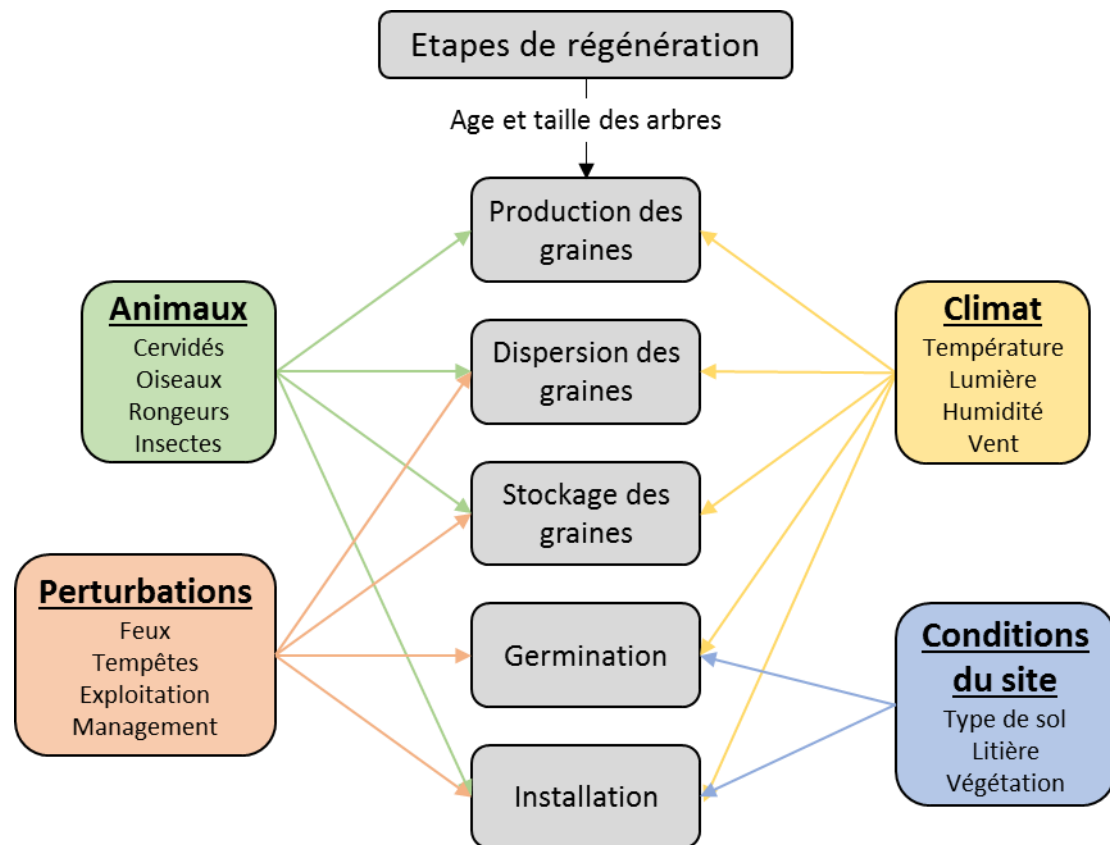 Etapes de régénération
Age et taille des arbres
Production des
graines
Animaux
Cervidés
Oiseaux
Rongeurs
Insectes
Dispersion des
graines
Climat
Température
Lumière
Humidité
Vent
Stockage des
graines
Perturbations
Feux
Tempêtes
Exploitation
Management
Germination
Conditions
du site
Type de sol
Litière
Végétation
Installation